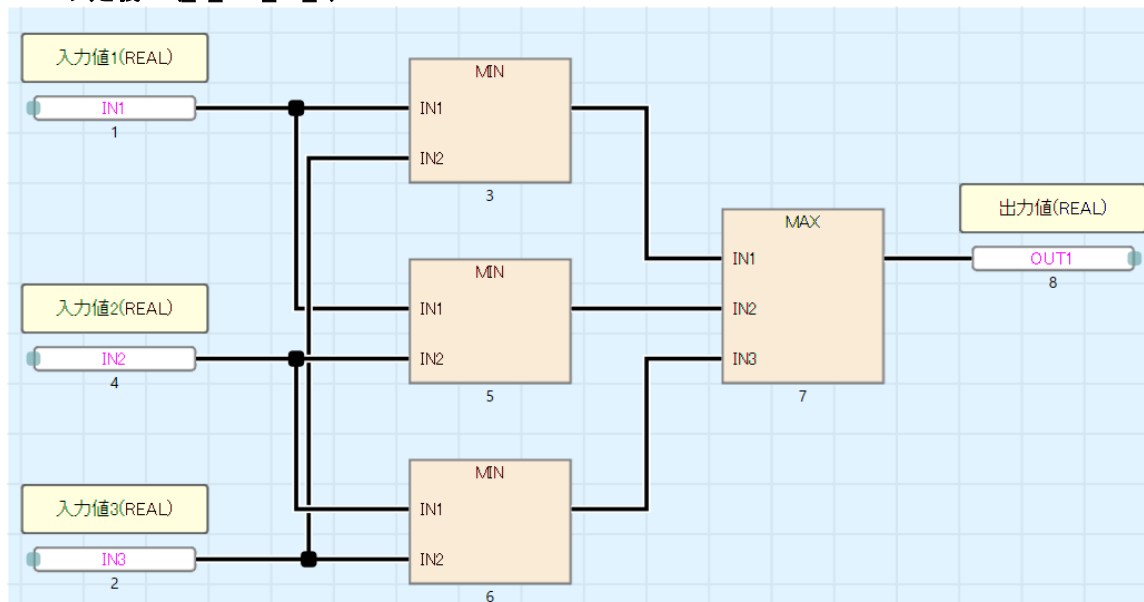 入力値1(REAL)
IN1
1
MIN
IN1
IN2
3
入力値2(REAL)
IN2
4
MIN
IN1
IN2
5
入力値3(REAL)
IN3
2
MIN
IN1
IN2
6
MAX
IN1
IN2
IN3
7
出力値(REAL)
OUT1
8